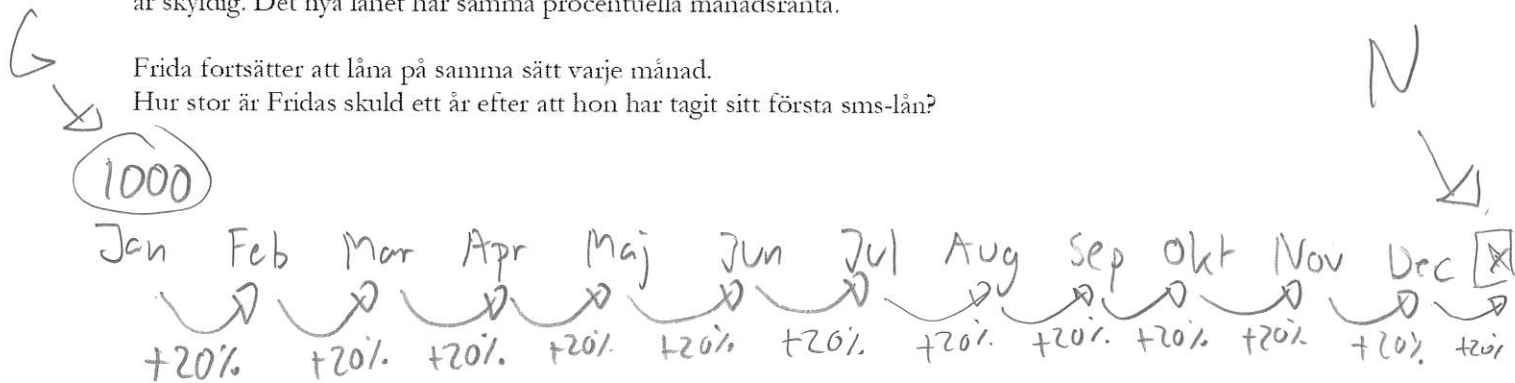 är skyldig. Det nya lånet har samma procentuella månadsränta.
Frida fortsätter att låna på samma sätt varje månad.
Hur stor är Fridas skuld ett år efter att hon har tagit sitt första sms-lån?
G
N
1000
Jan Feb Mar Apr Maj Jun Jul Aug Sep Okt Nov Dec X
+20% +20% +20% +20% +20% +20% +20% +20% +20% +20% +20% +20%